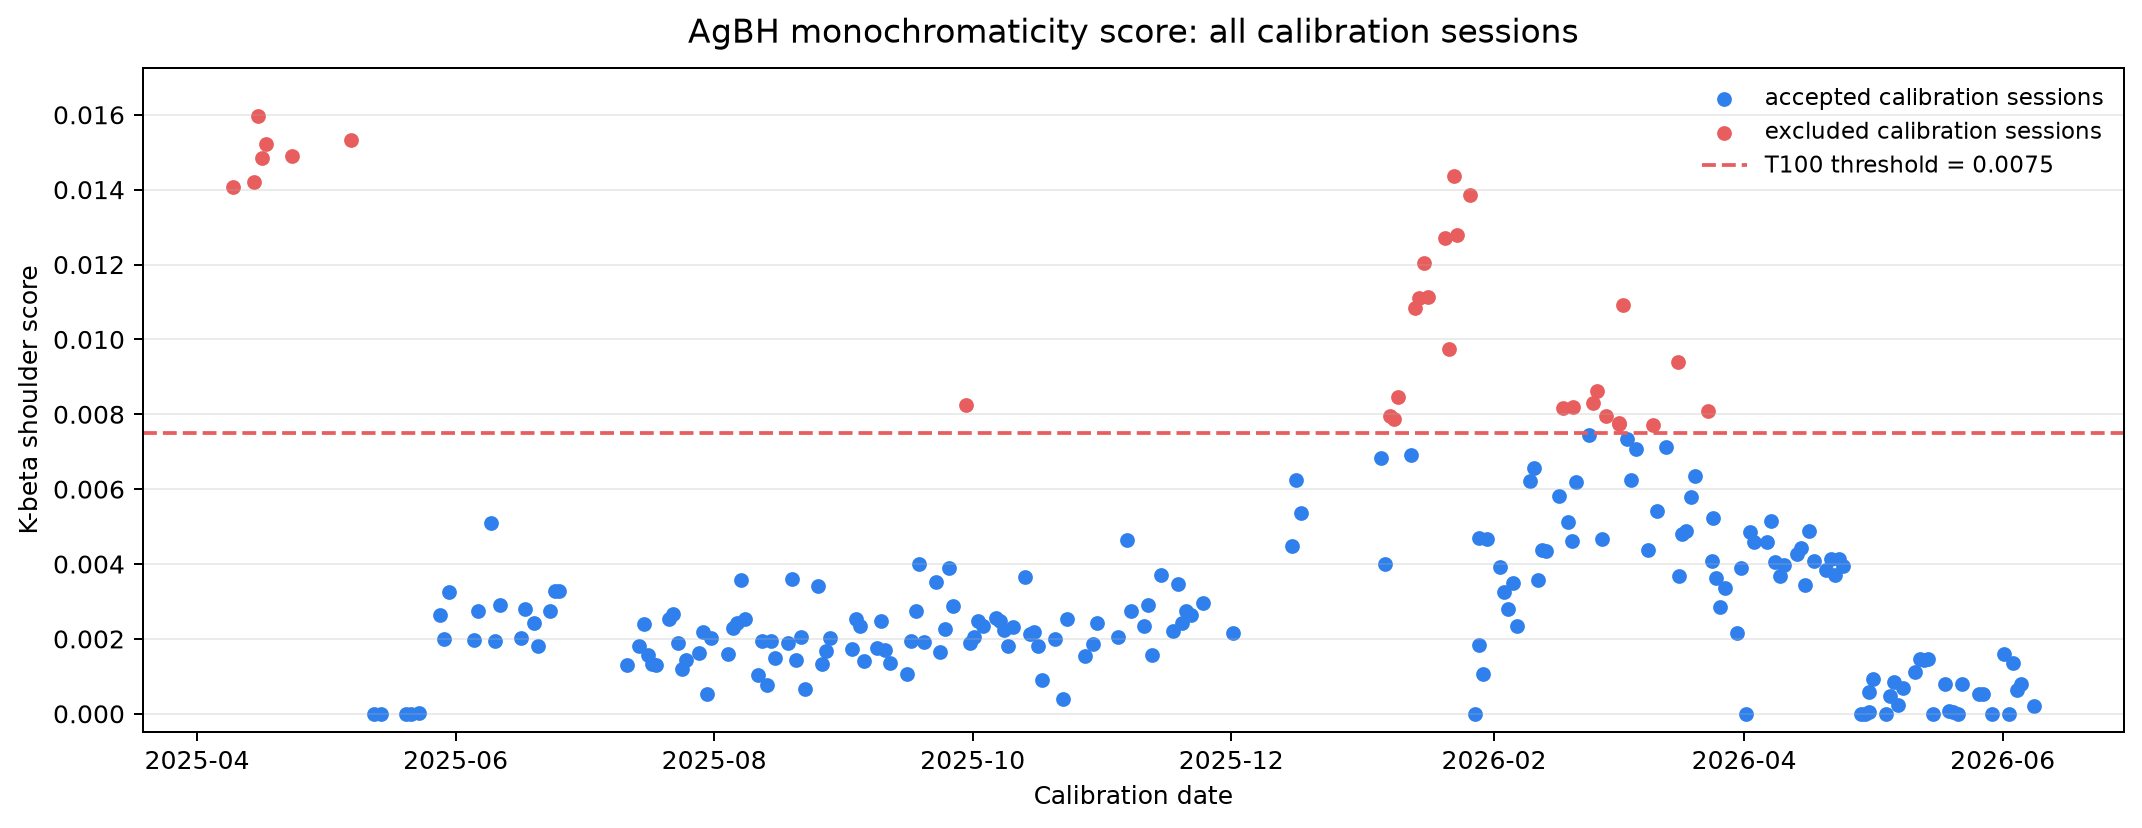 AgBH monochromaticity score: all calibration sessions
accepted calibration sessions
excluded calibration sessions
T100 threshold = 0.0075
K-beta shoulder score
0.016
0.014
0.012
0.010
0.008
0.006
0.004
0.002
0.000
2025-04
2025-06
2025-08
2025-10
2025-12
2026-02
2026-04
2026-06
Calibration date